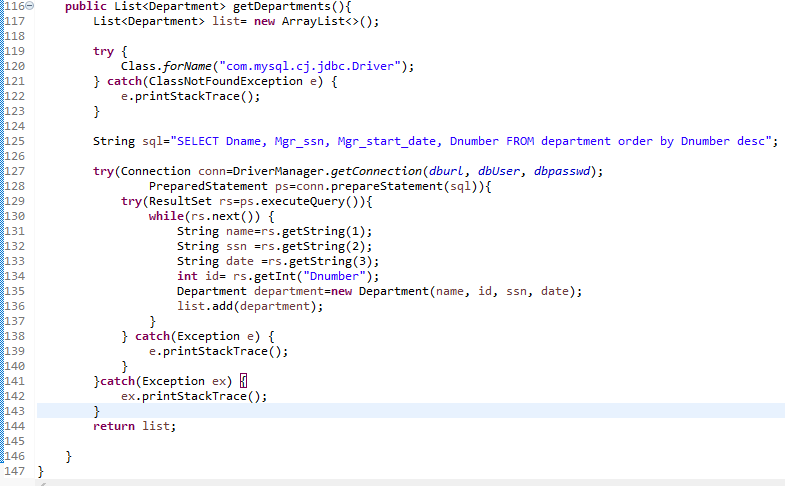 116 public List<Department> getDepartments(){
117 List<Department> list= new ArrayList<>();
118
119 try {
120 Class.forName("com.mysql.cj.jdbc.Driver");
121 } catch(ClassNotFoundException e) {
122 e.printStackTrace();
123 }
124
125 String sql="SELECT Dname, Mgr_ssn, Mgr_start_date, Dnumber FROM department order by Dnumber desc";
126
127 try(Connection conn=DriverManager.getConnection(dburl, dbUser, dbpasswd);
128 PreparedStatement ps=conn.prepareStatement(sql)){
129 try(ResultSet rs=ps.executeQuery()){
130 while(rs.next()) {
131 String name=rs.getString(1);
132 String ssn =rs.getString(2);
133 String date =rs.getString(3);
134 int id= rs.getInt("Dnumber");
135 Department department=new Department(name, id, ssn, date);
136 list.add(department);
137 }
138 } catch(Exception e) {
139 e.printStackTrace();
140 }
141 }catch(Exception ex) {
142 ex.printStackTrace();
143 }
144 return list;
145
146 }
147 }